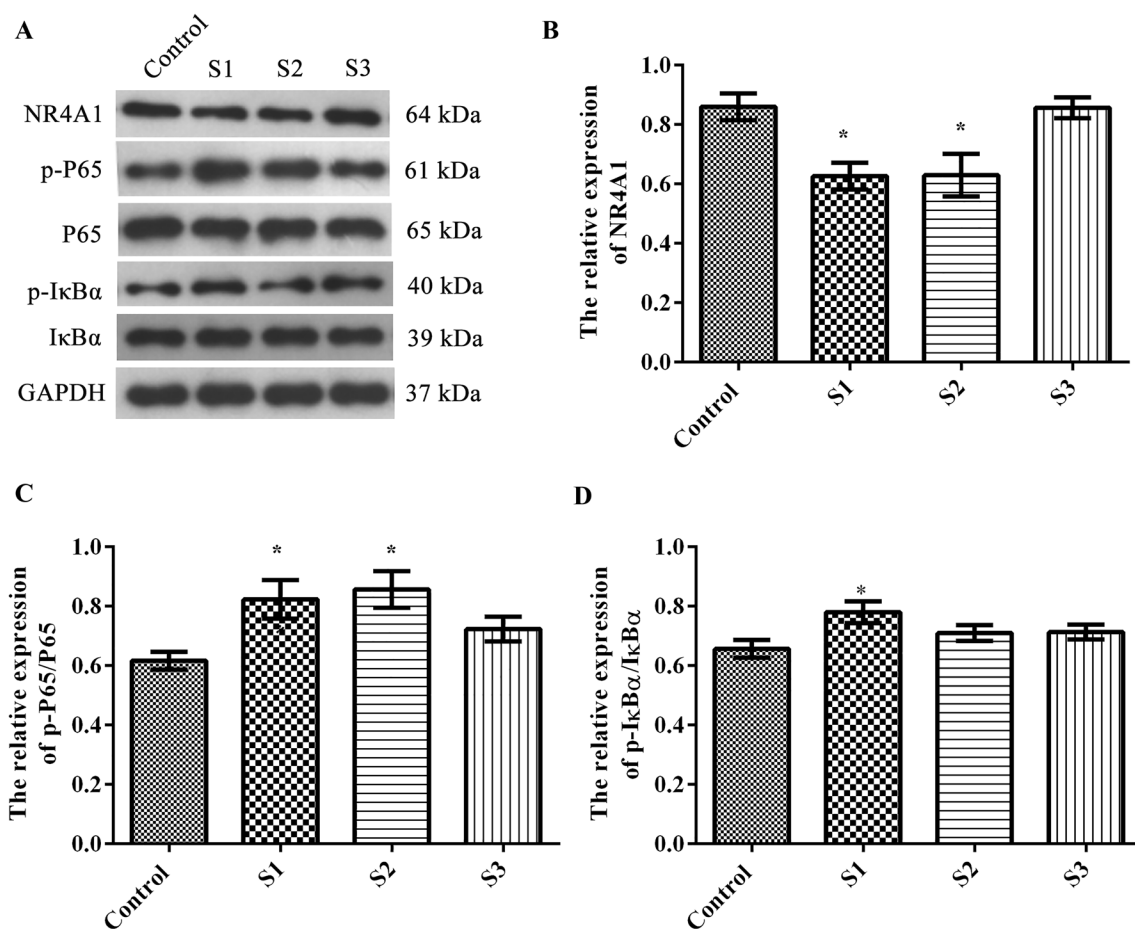 A
Control
S1
S2
S3
NR4A1
64 kDa
p-P65
61 kDa
P65
65 kDa
p-IκBα
40 kDa
IκBα
39 kDa
GAPDH
37 kDa
B
The relative expression
of NR4A1
1.0
0.8
0.6
0.4
0.2
0.0
*
*
Control
S1
S2
S3
C
The relative expression
of p-P65/P65
1.0
0.8
0.6
0.4
0.2
0.0
*
*
Control
S1
S2
S3
D
The relative expression
of p-IκBα/IκBα
1.0
0.8
0.6
0.4
0.2
0.0
*
Control
S1
S2
S3